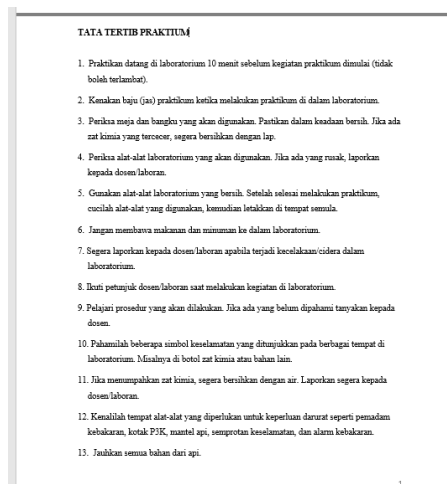 TATA TERTIB PRAKTIUM
1. Praktikan datang di laboratorium 10 menit sebelum kegiatan praktikum dimulai (tidak
boleh terlambat).
2. Kenakan baju (jas) praktikum ketika melakukan praktikum di dalam laboratorium.
3. Periksa meja dan bangku yang akan digunakan. Pastikan dalam keadaan bersih. Jika ada
zat kimia yang tercecer, segera bersihkan dengan lap.
4. Periksa alat-alat laboratorium yang akan digunakan. Jika ada yang rusak, laporkan
kepada dosen/laboran.
5. Gunakan alat-alat laboratorium yang bersih. Setelah selesai melakukan praktikum,
cucilah alat-alat yang digunakan, kemudian letakkan di tempat semula.
6. Jangan membawa makanan dan minuman ke dalam laboratorium.
7. Segera laporkan kepada dosen/laboran apabila terjadi kecelakaan/cidera dalam
laboratorium.
8. Ikuti petunjuk dosen/laboran saat melakukan kegiatan di laboratorium.
9. Pelajari prosedur yang akan dilakukan. Jika ada yang belum dipahami tanyakan kepada
dosen.
10. Pahamilah beberapa simbol keselamatan yang ditunjukkan pada berbagai tempat di
laboratorium. Misalnya di botol zat kimia atau bahan lain.
11. Jika menumpahkan zat kimia, segera bersihkan dengan air. Laporkan segera kepada
dosen/laboran.
12. Kenalilah tempat alat-alat yang diperlukan untuk keperluan darurat seperti pemadam
kebakaran, kotak P3K, mantel api, semprotan keselamatan, dan alarm kebakaran.
13. Jauhkan semua bahan dari api.
1